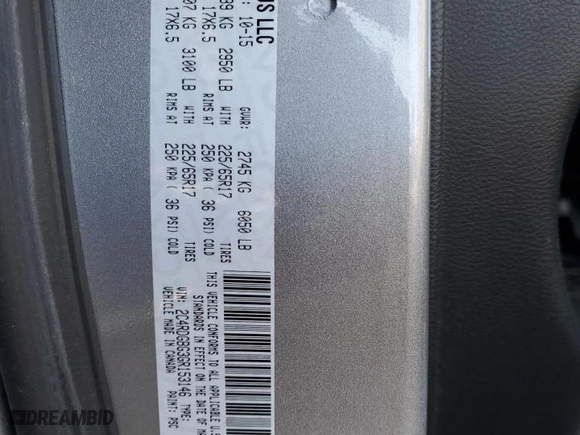 US LLC
: 10-15
GVWR: 2745 KG 6050 LB
KG 2950 LB WITH 225/65R17 TIRES
17X6.5 RIMS AT 250 KPA ( 36 PSI) COLD
KG 3100 LB WITH 225/65R17 TIRES
17X6.5 RIMS AT 250 KPA ( 36 PSI) COLD
THIS VEHICLE CONFORMS TO ALL APPLICABLE U.S
STANDARDS IN EFFECT ON THE DATE OF MA
VIN: 2C4RDGBG3GR153146 TYPE:
VEHICLE MADE IN CANADA PAINT: PSC
DREAMBID